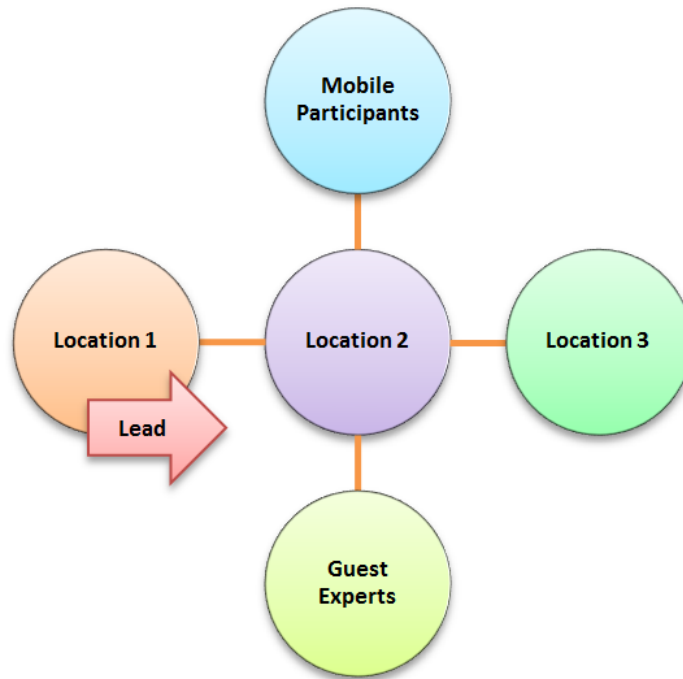 Mobile
Participants
Location 1
Location 2
Location 3
Lead
Guest
Experts